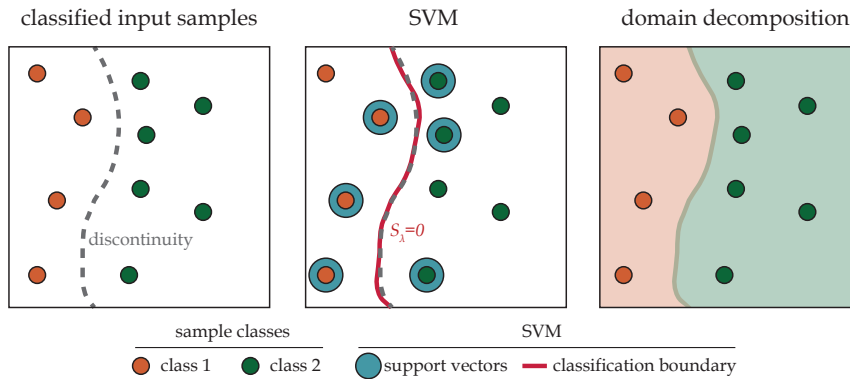 classified input samples
SVM
domain decomposition
discontinuity
S_λ=0
sample classes
SVM
class 1
class 2
support vectors
classification boundary